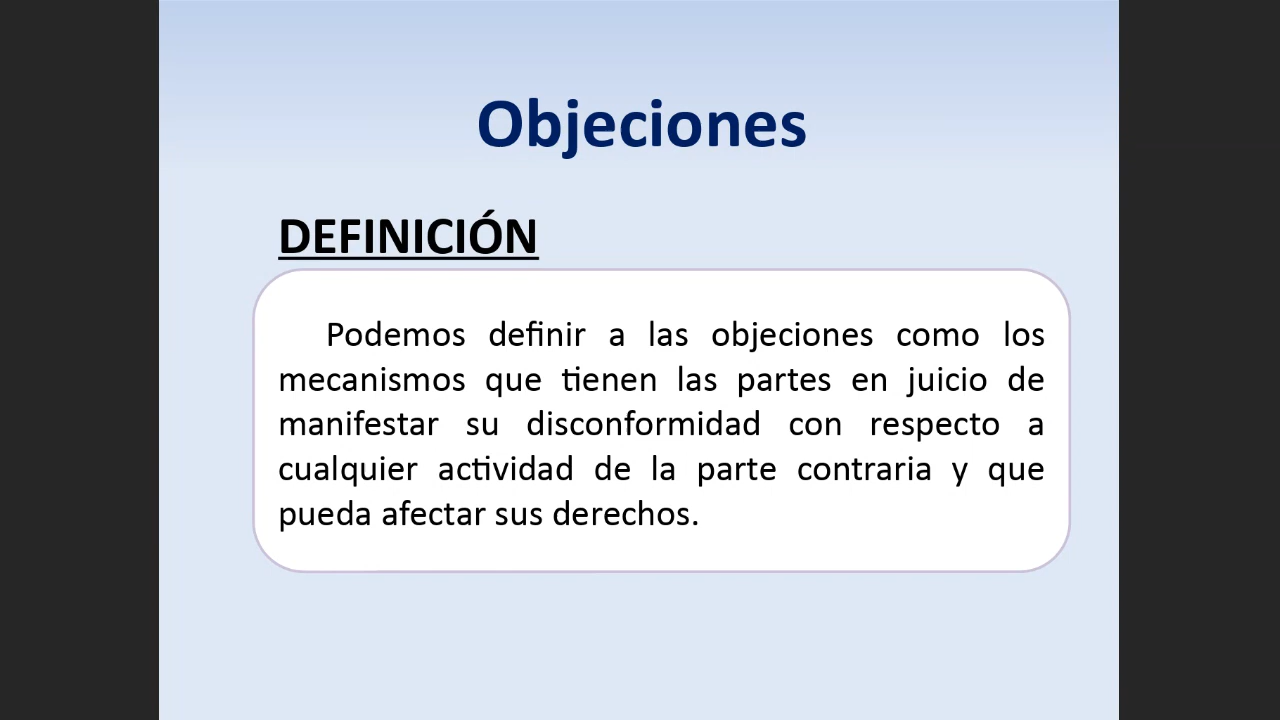 Objeciones
DEFINICIÓN
Podemos definir a las objeciones como los
mecanismos que tienen las partes en juicio de
manifestar su disconformidad con respecto a
cualquier actividad de la parte contraria y que
pueda afectar sus derechos.